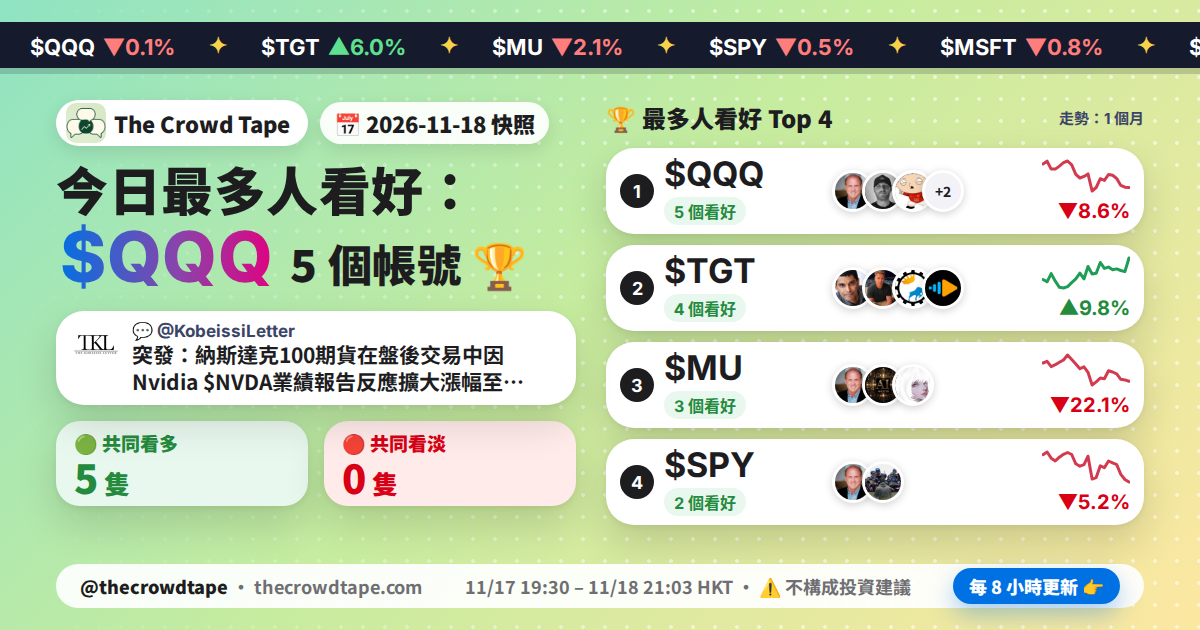 $QQQ ▼0.1% ✦ $TGT ▲6.0% ✦ $MU ▼2.1% ✦ $SPY ▼0.5% ✦ $MSFT ▼0.8% ✦ $
The Crowd Tape
📅 2026-11-18 快照
今日最多人看好：
$QQQ 5 個帳號 🏆
TKL
💬 @KobeissiLetter
突發：納斯達克100期貨在盤後交易中因
Nvidia $NVDA業績報告反應擴大漲幅至…
🟢 共同看多
5 隻
🔴 共同看淡
0 隻
🏆 最多人看好 Top 4
走勢：1 個月
1 $QQQ
5 個看好
+2
▼8.6%
2 $TGT
4 個看好
▲9.8%
3 $MU
3 個看好
▼22.1%
4 $SPY
2 個看好
▼5.2%
@thecrowdtape • thecrowdtape.com
11/17 19:30 – 11/18 21:03 HKT • ⚠️ 不構成投資建議
每 8 小時更新 👉